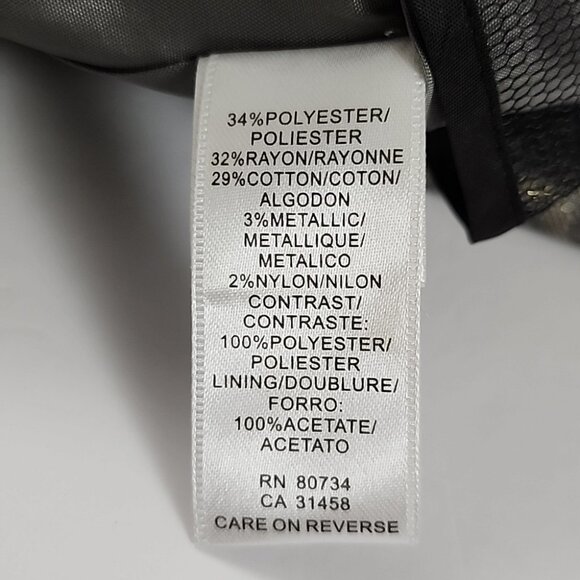 34%POLYESTER/
POLIESTER
32%RAYON/RAYONNE
29%COTTON/COTON/
ALGODON
3%METALLIC/
METALLIQUE/
METALICO
2%NYLON/NILON
CONTRAST/
CONTRASTE:
100%POLYESTER/
POLIESTER
LINING/DOUBLURE/
FORRO:
100%ACETATE/
ACETATO
RN 80734
CA 31458
CARE ON REVERSE